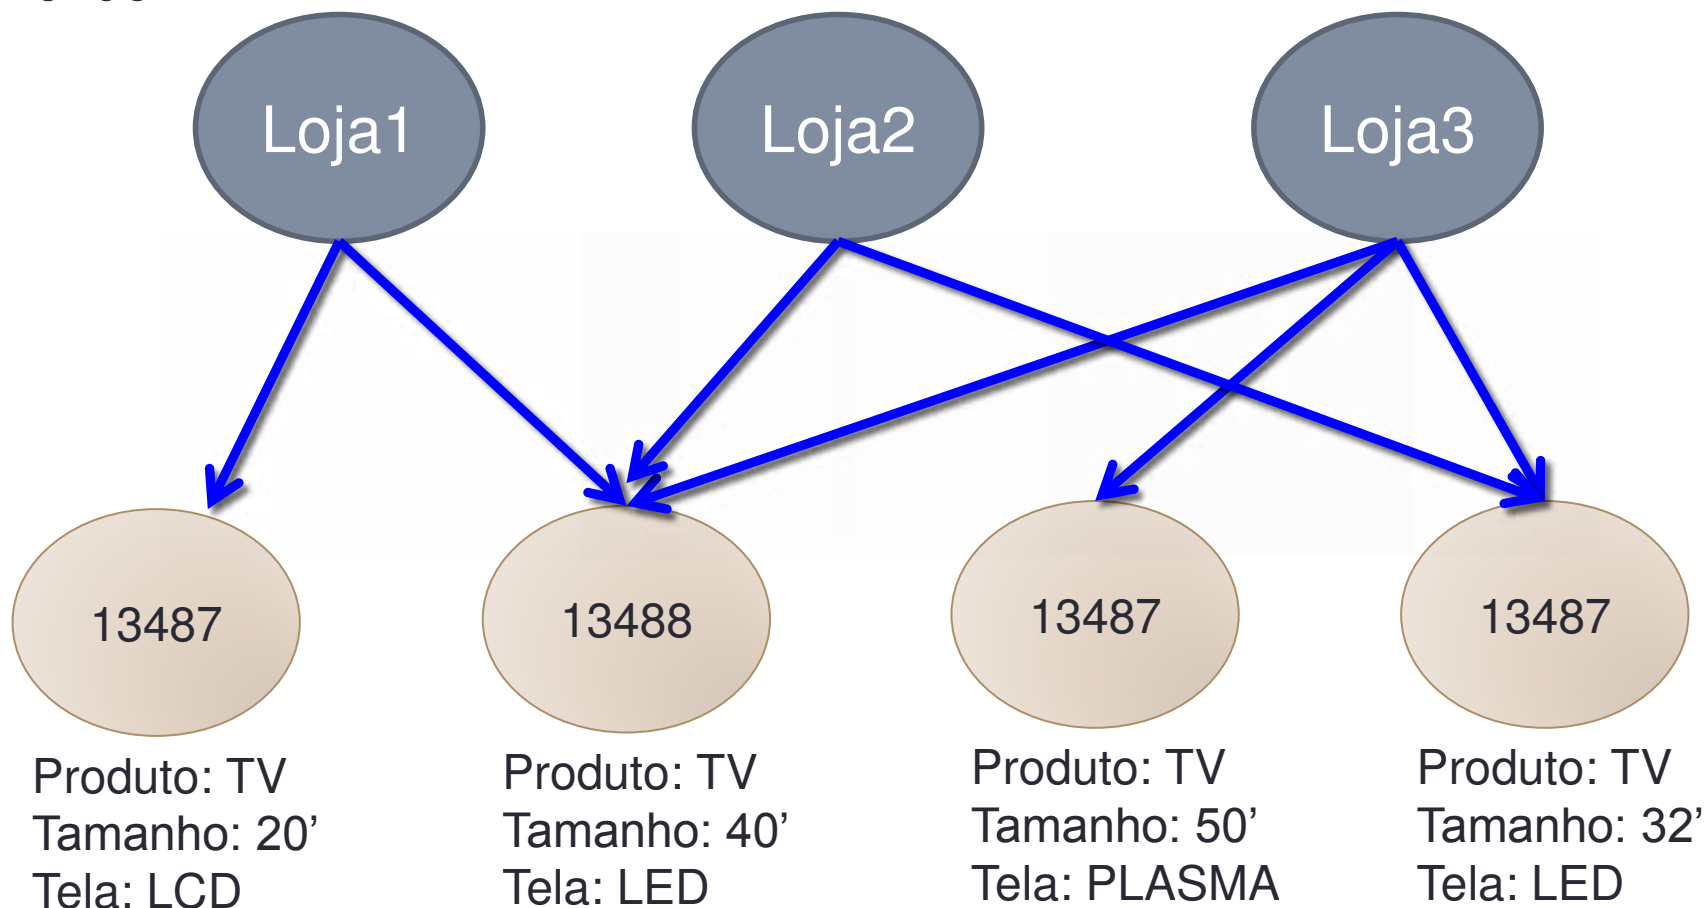 Loja1
Loja2
Loja3
13487
13488
13487
13487
Produto: TV
Tamanho: 20’
Tela: LCD
Produto: TV
Tamanho: 40’
Tela: LED
Produto: TV
Tamanho: 50’
Tela: PLASMA
Produto: TV
Tamanho: 32’
Tela: LED